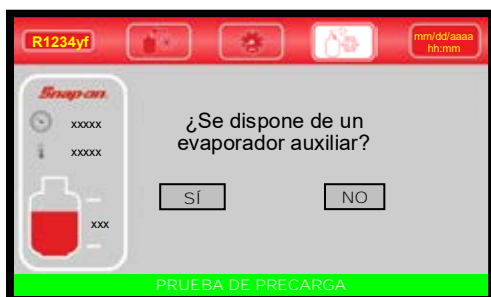 R1234yf
mm/dd/aaaa
hh:mm
Snap-on
xxxxx
xxxxx
xxx
¿Se dispone de un
evaporador auxiliar?
SÍ
NO
PRUEBA DE PRECARGA